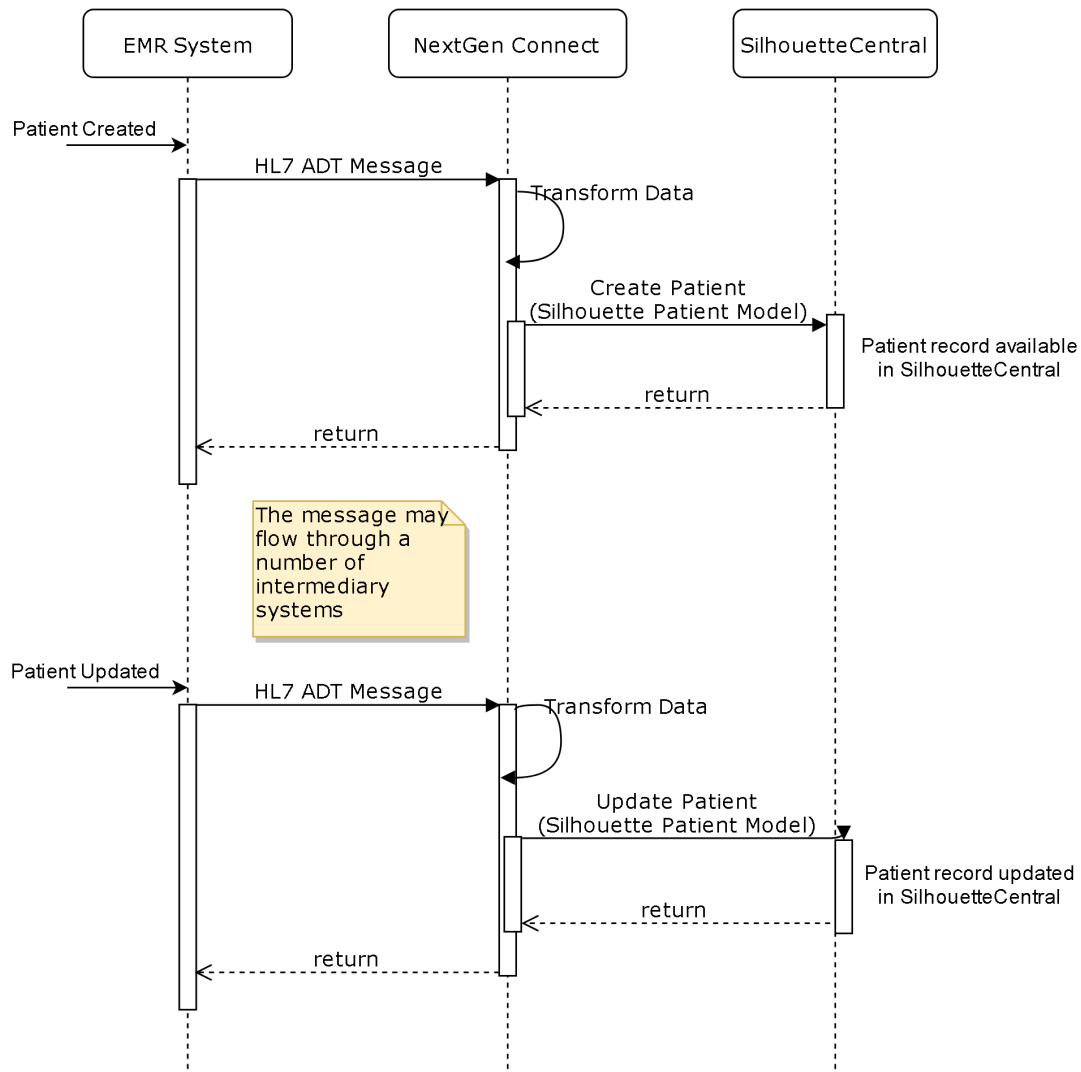 EMR System
NextGen Connect
SilhouetteCentral
Patient Created
HL7 ADT Message
Transform Data
Create Patient
(Silhouette Patient Model)
Patient record available
in SilhouetteCentral
return
return
The message may
flow through a
number of
intermediary
systems
Patient Updated
HL7 ADT Message
Transform Data
Update Patient
(Silhouette Patient Model)
Patient record updated
in SilhouetteCentral
return
return